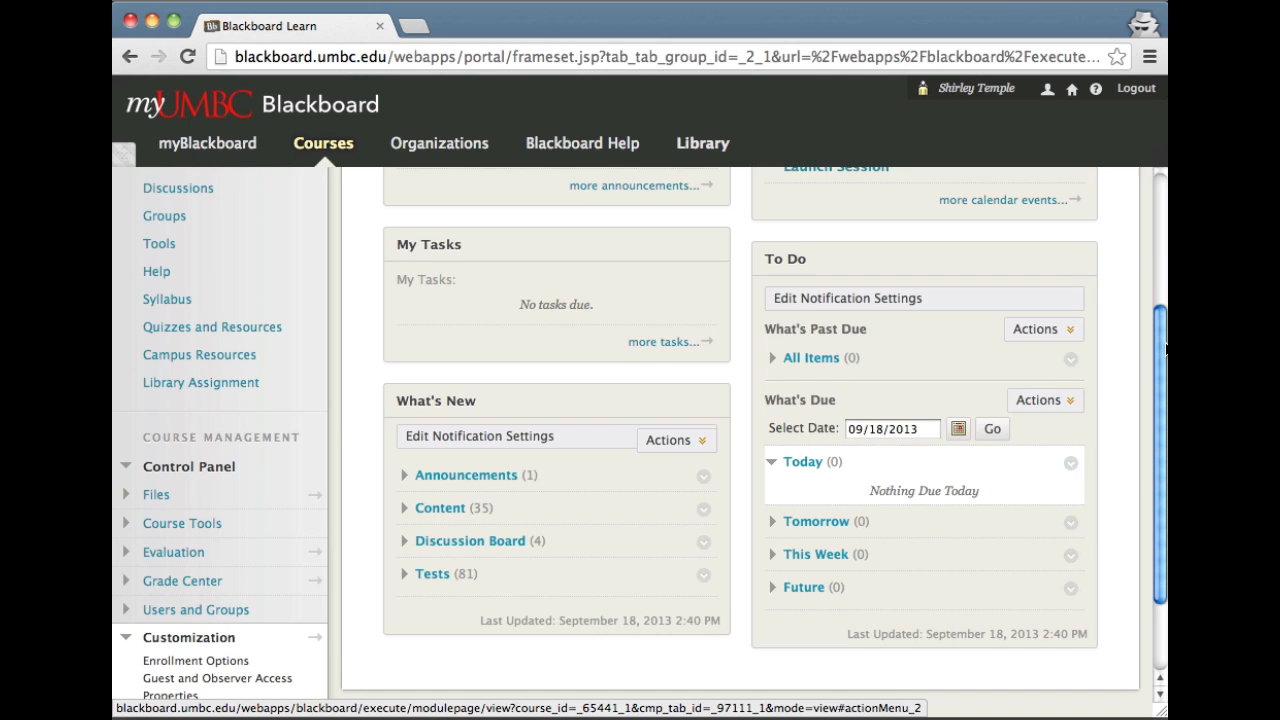 Blackboard Learn
blackboard.umbc.edu/webapps/portal/frameset.jsp?tab_tab_group_id=_2_1&url=%2Fwebapps%2Fblackboard%2Fexecute...
Shirley Temple
Logout
myUMBC Blackboard
myBlackboard Courses Organizations Blackboard Help Library
Discussions
Groups
Tools
Help
Syllabus
Quizzes and Resources
Campus Resources
Library Assignment
COURSE MANAGEMENT
Control Panel
Files
Course Tools
Evaluation
Grade Center
Users and Groups
Customization
Enrollment Options
Guest and Observer Access
Properties
more announcements...
My Tasks
My Tasks:
No tasks due.
more tasks...
What's New
Edit Notification Settings
Actions
Announcements (1)
Content (35)
Discussion Board (4)
Tests (81)
Last Updated: September 18, 2013 2:40 PM
Launch Session
more calendar events...
To Do
Edit Notification Settings
What's Past Due
Actions
All Items (0)
What's Due
Actions
Select Date: 09/18/2013 Go
Today (0)
Nothing Due Today
Tomorrow (0)
This Week (0)
Future (0)
Last Updated: September 18, 2013 2:40 PM
blackboard.umbc.edu/webapps/blackboard/execute/modulepage/view?course_id=_65441_1&cmp_tab_id=_97111_1&mode=view#actionMenu_2